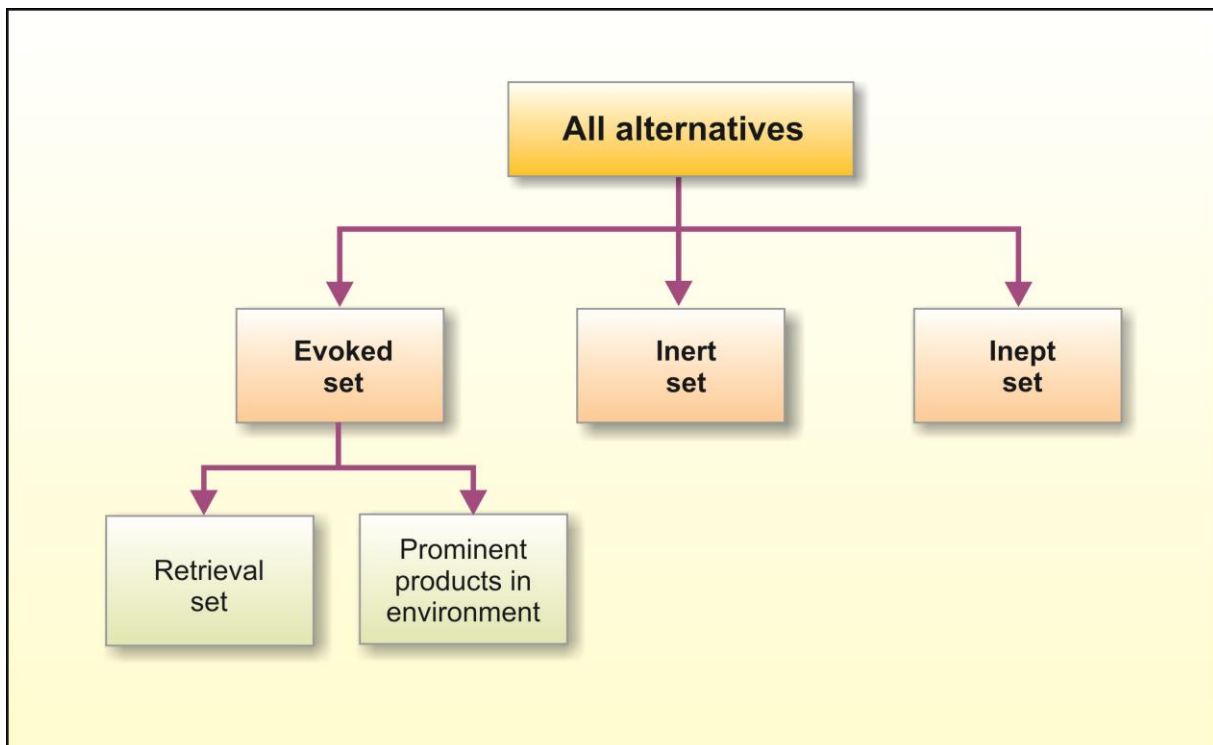 All alternatives
Evoked
set
Inert
set
Inept
set
Retrieval
set
Prominent
products in
environment